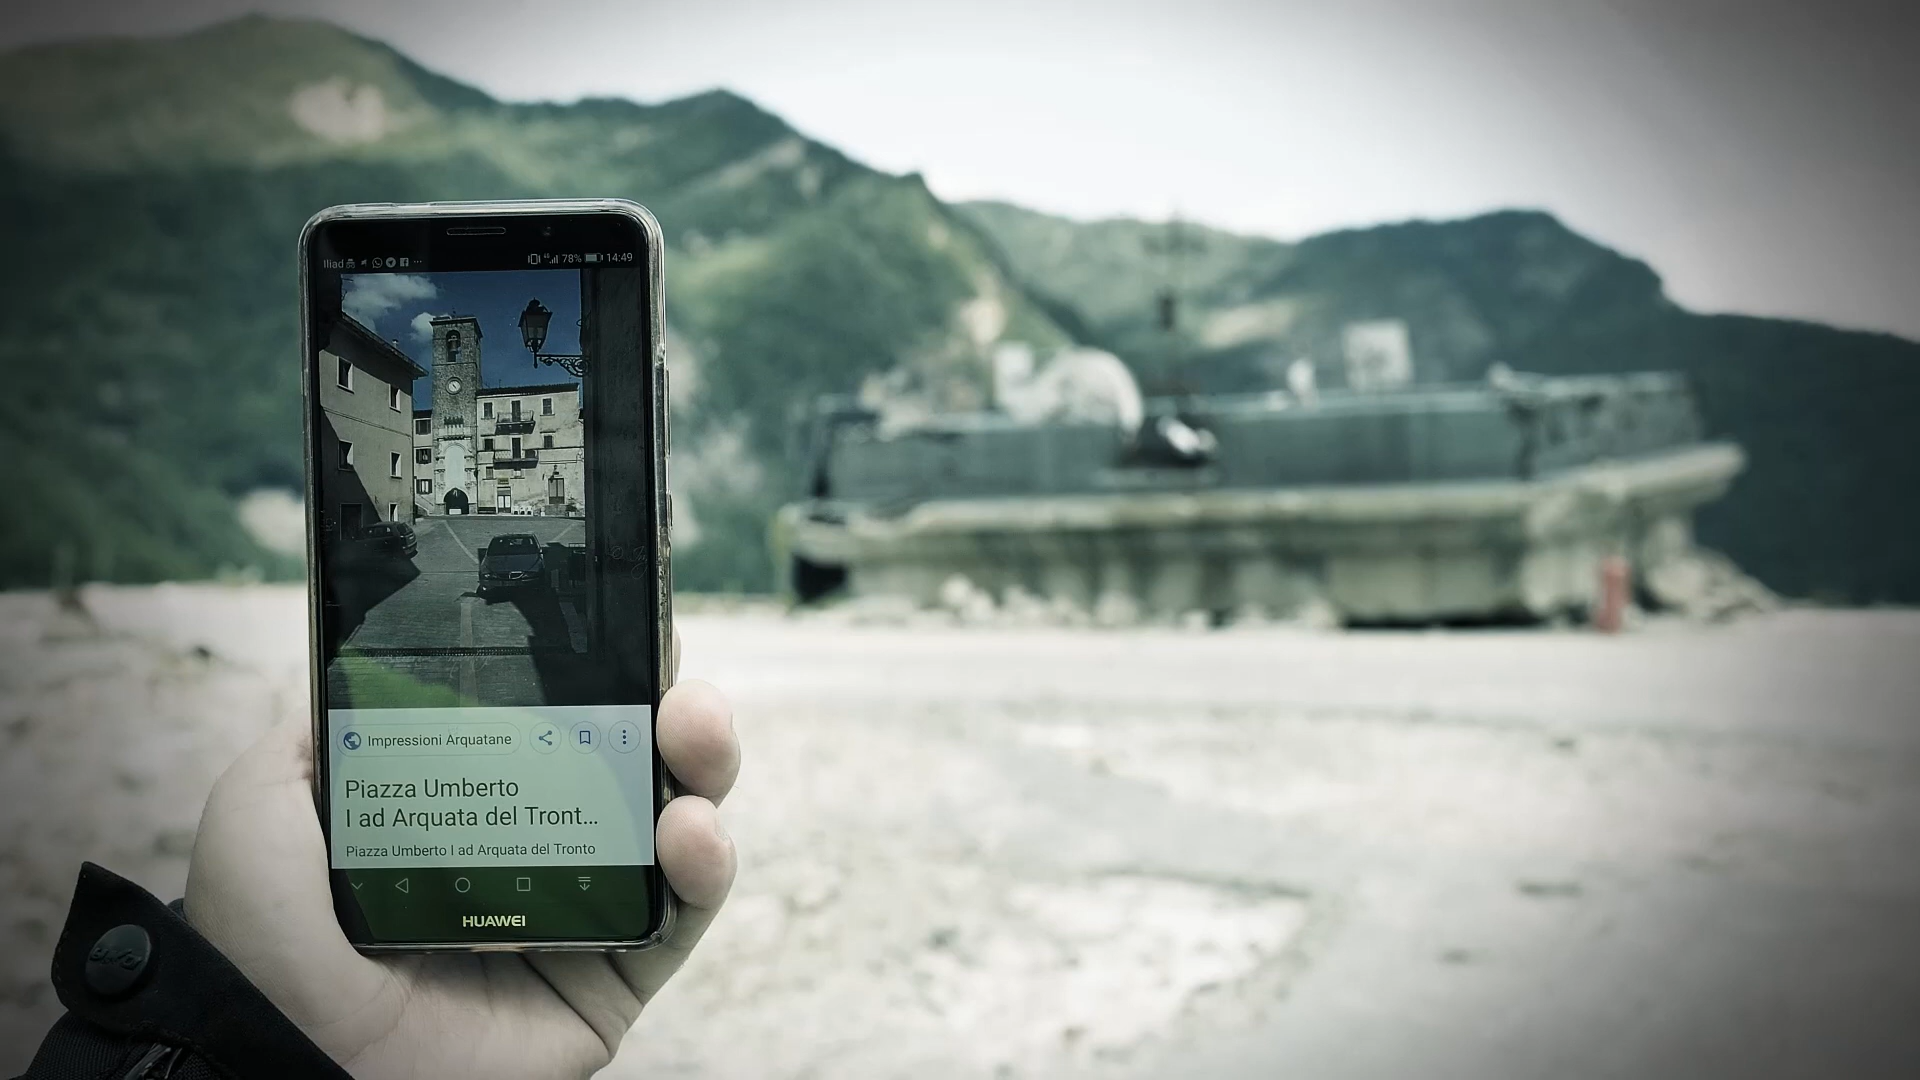 Iliad
78%
14:49
Impressioni Arquatane
Piazza Umberto
I ad Arquata del Tront...
Piazza Umberto I ad Arquata del Tronto
HUAWEI